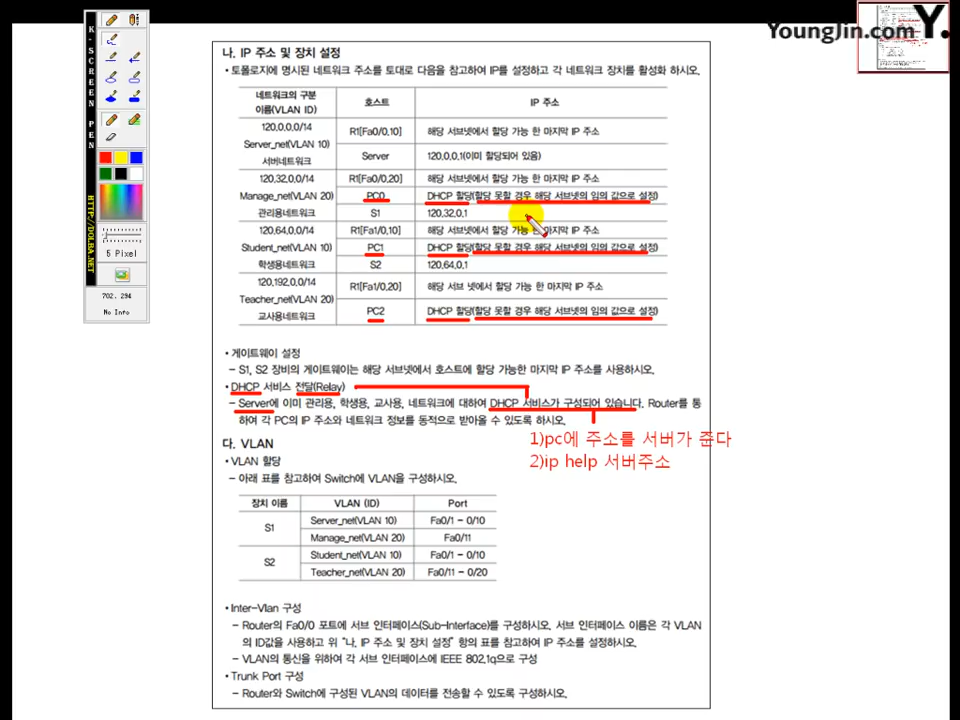 YoungJin.com Y.
K-SCREEN PEN
HTTP://DOLBA.NET
5 Pixel
702, 294
No Info
나. IP 주소 및 장치 설정
• 토폴로지에 명시된 네트워크 주소를 토대로 다음을 참고하여 IP를 설정하고 각 네트워크 장치를 활성화 하시오.
네트워크의 구분 이름(VLAN ID) 호스트 IP 주소
120.0.0.0/14 Server_net(VLAN 10) 서버네트워크
R1[Fa0/0.10] 해당 서브넷에서 할당 가능 한 마지막 IP 주소
Server 120.0.0.1(이미 할당되어 있음)
120.32.0.0/14 Manage_net(VLAN 20) 관리용네트워크
R1[Fa0/0.20] 해당 서브넷에서 할당 가능 한 마지막 IP 주소
PC0 DHCP 할당(할당 못할 경우 해당 서브넷의 임의 값으로 설정)
S1 120.32.0.1
120.64.0.0/14 Student_net(VLAN 10) 학생용네트워크
R1[Fa1/0.10] 해당 서브넷에서 할당 가능 한 마지막 IP 주소
PC1 DHCP 할당(할당 못할 경우 해당 서브넷의 임의 값으로 설정)
S2 120.64.0.1
120.192.0.0/14 Teacher_net(VLAN 20) 교사용네트워크
R1[Fa1/0.20] 해당 서브 넷에서 할당 가능 한 마지막 IP 주소
PC2 DHCP 할당(할당 못할 경우 해당 서브넷의 임의 값으로 설정)
• 게이트웨이 설정
– S1, S2 장비의 게이트웨이는 해당 서브넷에서 호스트에 할당 가능한 마지막 IP 주소를 사용하시오.
• DHCP 서비스 전달(Relay)
– Server에 이미 관리용, 학생용, 교사용, 네트워크에 대하여 DHCP 서비스가 구성되어 있습니다. Router를 통
하여 각 PC의 IP 주소와 네트워크 정보를 동적으로 받아올 수 있도록 하시오.
1)pc에 주소를 서버가 준다
2)ip help 서버주소
다. VLAN
• VLAN 할당
– 아래 표를 참고하여 Switch에 VLAN을 구성하시오.
장치 이름 VLAN (ID) Port
S1 Server_net(VLAN 10) Fa0/1 - 0/10
Manage_net(VLAN 20) Fa0/11
S2 Student_net(VLAN 10) Fa0/1 - 0/10
Teacher_net(VLAN 20) Fa0/11 - 0/20
• Inter-Vlan 구성
– Router의 Fa0/0 포트에 서브 인터페이스(Sub-Interface)를 구성하시오. 서브 인터페이스 이름은 각 VLAN
의 ID값을 사용하고 위 "나. IP 주소 및 장치 설정" 항의 표를 참고하여 IP 주소를 설정하시오.
– VLAN의 통신을 위하여 각 서브 인터페이스에 IEEE 802.1q으로 구성
• Trunk Port 구성
– Router와 Switch에 구성된 VLAN의 데이터를 전송할 수 있도록 구성하시오.